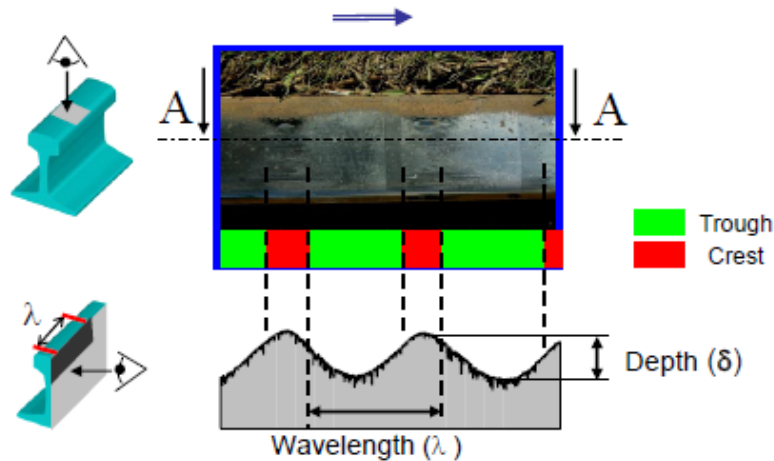 A
A
Trough
Crest
λ
Depth (δ)
Wavelength (λ )